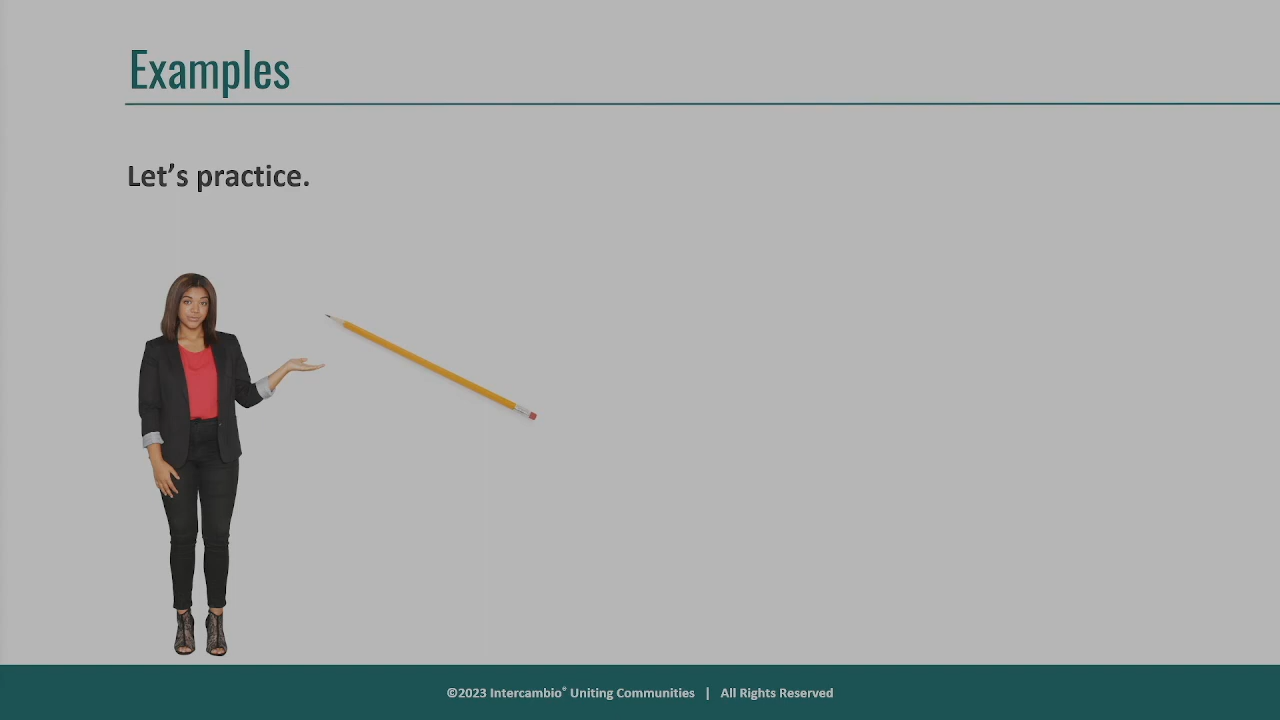 Examples
Let’s practice.
©2023 Intercambio® Uniting Communities | All Rights Reserved